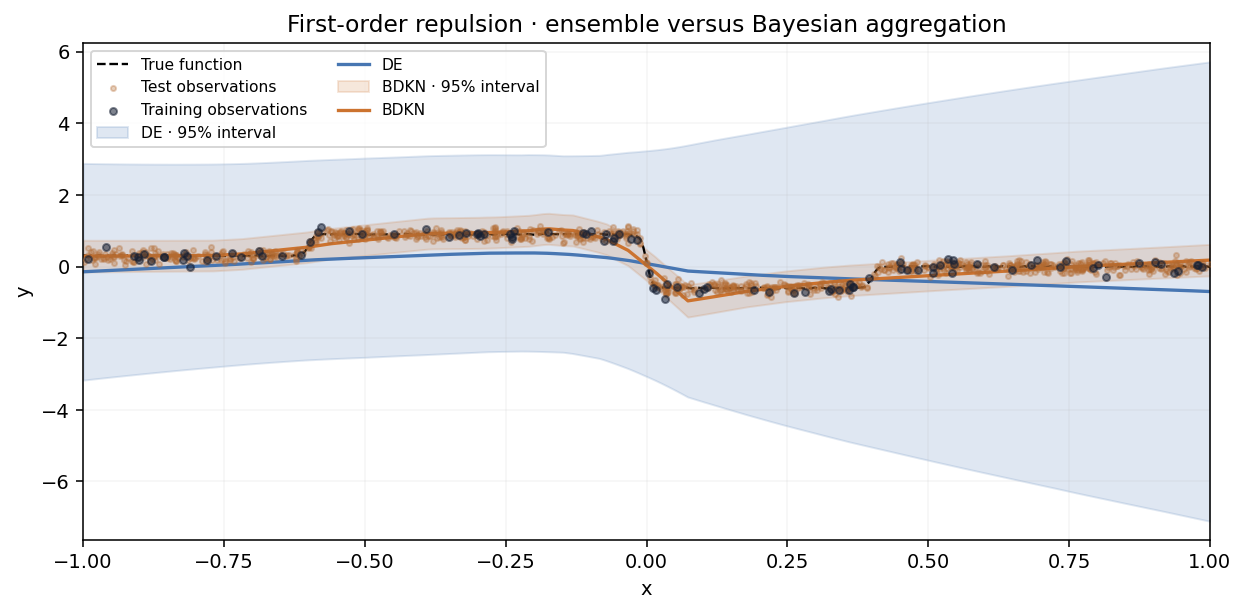 First-order repulsion · ensemble versus Bayesian aggregation
True function
Test observations
Training observations
DE · 95% interval
DE
BDKN · 95% interval
BDKN
6
4
2
0
−2
−4
−6
y
−1.00
−0.75
−0.50
−0.25
0.00
0.25
0.50
0.75
1.00
x